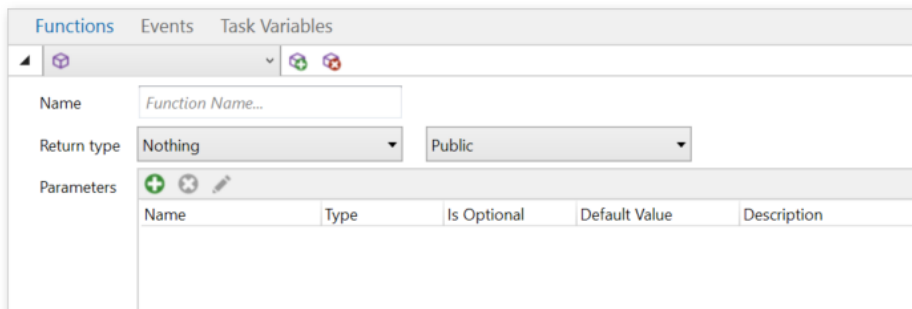 Functions Events Task Variables
Name Function Name...
Return type Nothing Public
Parameters
Name Type Is Optional Default Value Description